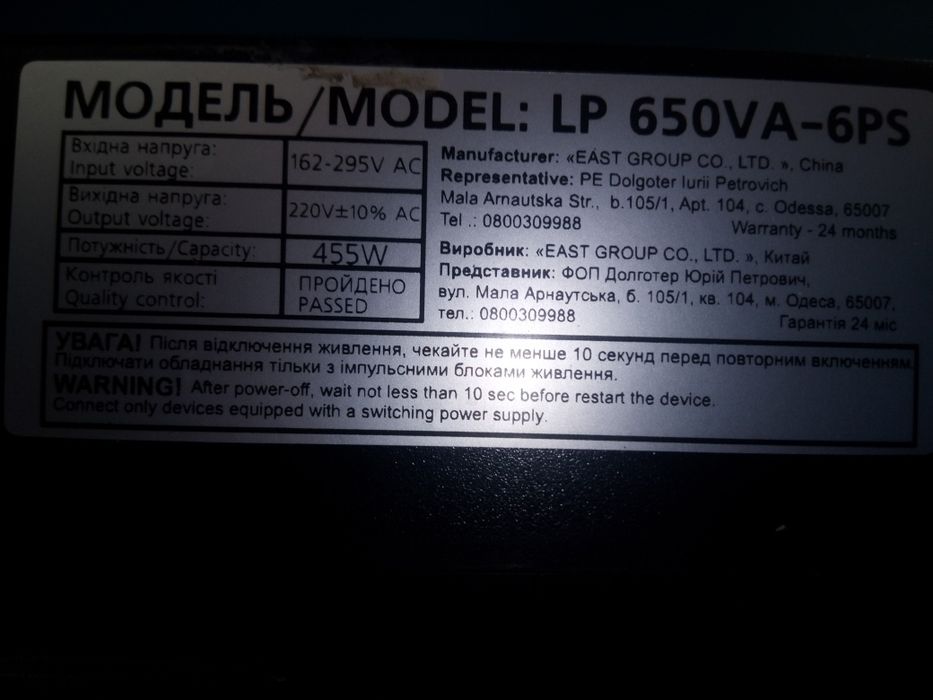 МОДЕЛЬ/MODEL: LP 650VA-6PS
Вхідна напруга:
Input voltage:
162-295V AC
Вихідна напруга:
Output voltage:
220V±10% AC
Потужність/Capacity:
455W
Контроль якості
Quality control:
ПРОЙДЕНО
PASSED
Manufacturer: «EAST GROUP CO., LTD. », China
Representative: PE Dolgoter Iurii Petrovich
Mala Arnautska Str., b.105/1, Apt. 104, c. Odessa, 65007
Tel .: 0800309988
Warranty - 24 months
Виробник: «EAST GROUP CO., LTD. », Китай
Представник: ФОП Долготер Юрій Петрович,
вул. Мала Арнаутська, б. 105/1, кв. 104, м. Одеса, 65007,
тел.: 0800309988
Гарантія 24 міс
УВАГА! Після відключення живлення, чекайте не менше 10 секунд перед повторним включенням.
Підключати обладнання тільки з імпульсними блоками живлення.
WARNING! After power-off, wait not less than 10 sec before restart the device.
Connect only devices equipped with a switching power supply.